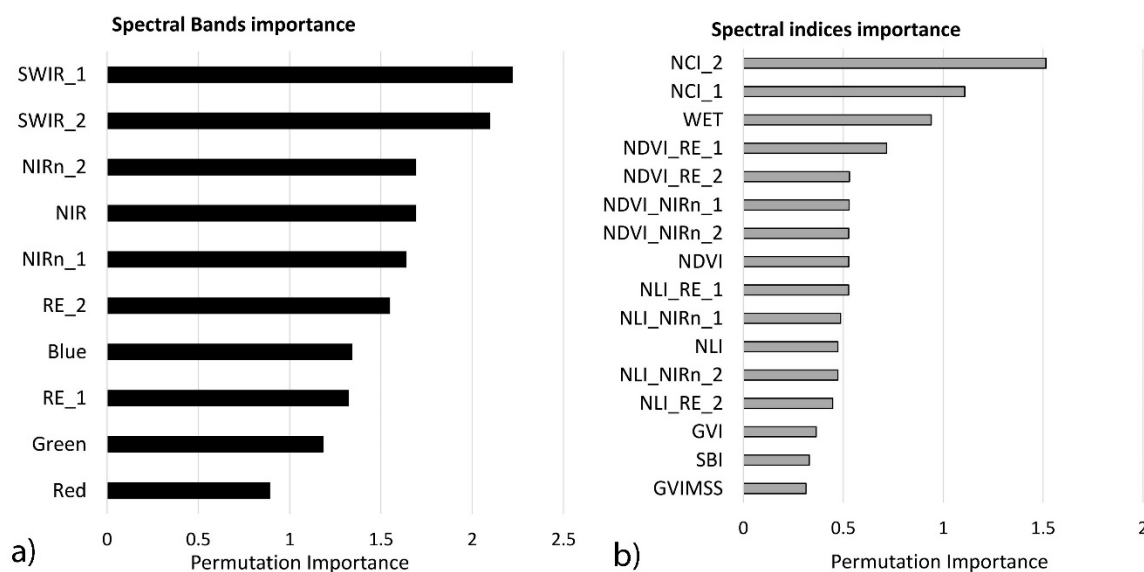 Spectral Bands importance
SWIR_1
SWIR_2
NIRn_2
NIR
NIRn_1
RE_2
Blue
RE_1
Green
Red
0 0.5 1 1.5 2 2.5
a) Permutation Importance
Spectral indices importance
NCI_2
NCI_1
WET
NDVI_RE_1
NDVI_RE_2
NDVI_NIRn_1
NDVI_NIRn_2
NDVI
NLI_RE_1
NLI_NIRn_1
NLI
NLI_NIRn_2
NLI_RE_2
GVI
SBI
GVIMSS
0 0.5 1 1.5 2
b) Permutation Importance